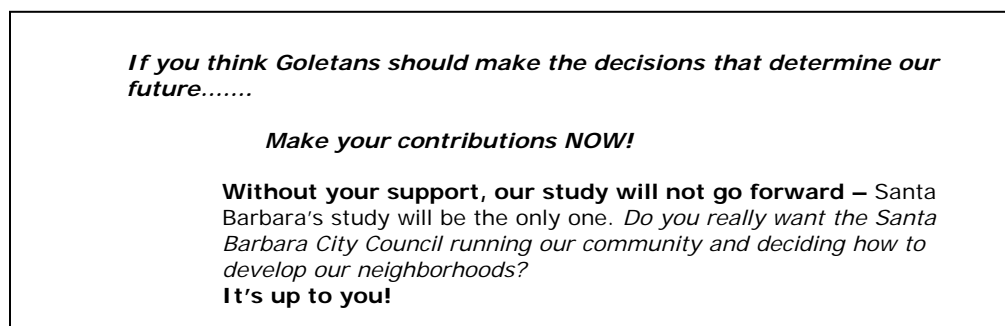 If you think Goletans should make the decisions that determine our
future.......
Make your contributions NOW!
Without your support, our study will not go forward – Santa
Barbara’s study will be the only one. Do you really want the Santa
Barbara City Council running our community and deciding how to
develop our neighborhoods?
It’s up to you!